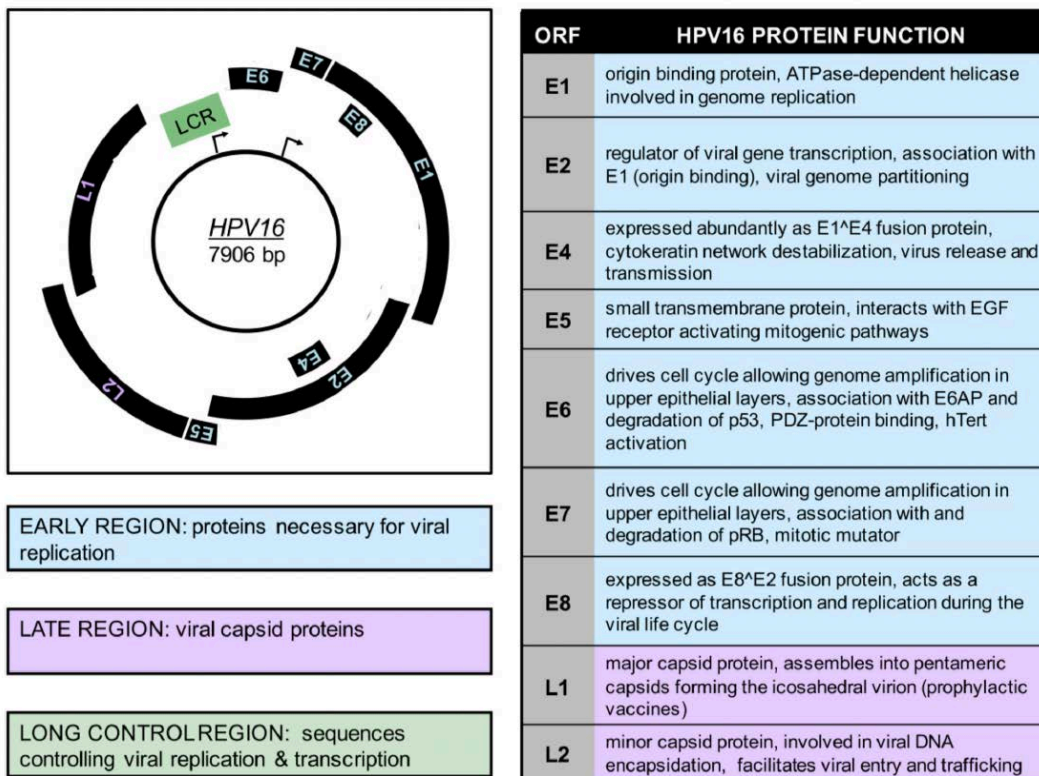 E7
E6
LCR
E8
E1
L1
HPV16
7906 bp
E4
E2
L2
E5
EARLY REGION: proteins necessary for viral
replication
LATE REGION: viral capsid proteins
LONG CONTROLREGION: sequences
controlling viral replication & transcription
ORF HPV16 PROTEIN FUNCTION
E1
origin binding protein, ATPase-dependent helicase
involved in genome replication
E2
regulator of viral gene transcription, association with
E1 (origin binding), viral genome partitioning
E4
expressed abundantly as E1^E4 fusion protein,
cytokeratin network destabilization, virus release and
transmission
E5
small transmembrane protein, interacts with EGF
receptor activating mitogenic pathways
E6
drives cell cycle allowing genome amplification in
upper epithelial layers, association with E6AP and
degradation of p53, PDZ-protein binding, hTert
activation
E7
drives cell cycle allowing genome amplification in
upper epithelial layers, association with and
degradation of pRB, mitotic mutator
E8
expressed as E8^E2 fusion protein, acts as a
repressor of transcription and replication during the
viral life cycle
L1
major capsid protein, assembles into pentameric
capsids forming the icosahedral virion (prophylactic
vaccines)
L2
minor capsid protein, involved in viral DNA
encapsidation, facilitates viral entry and trafficking